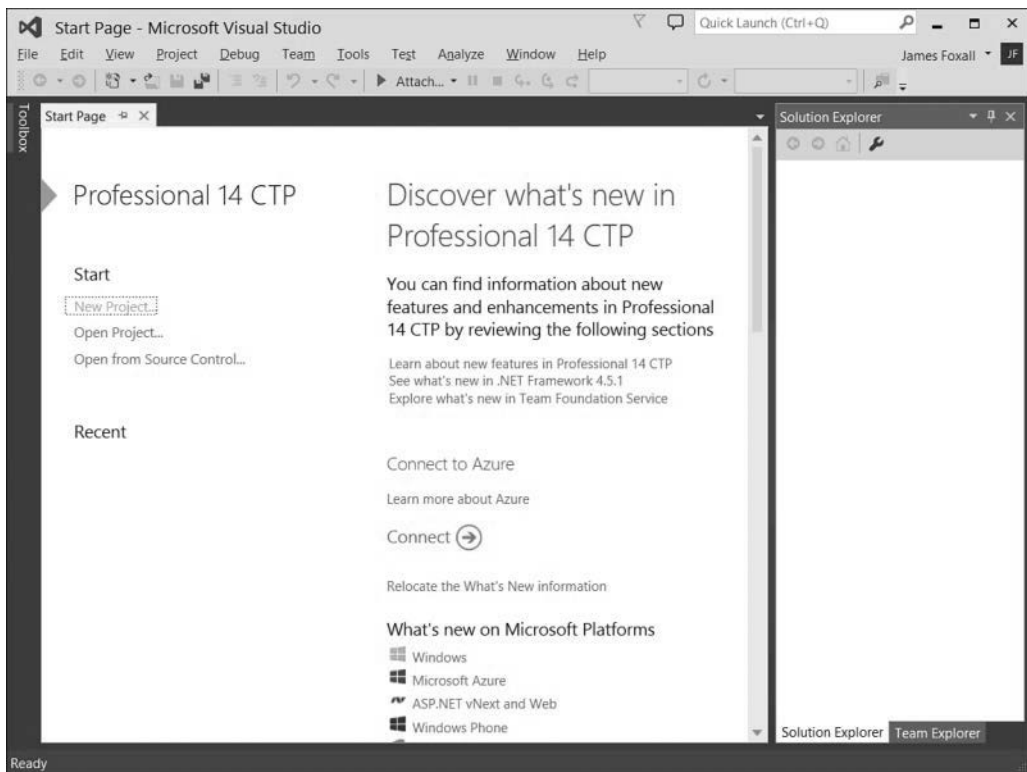 Start Page - Microsoft Visual Studio
Quick Launch (Ctrl+Q)
File Edit View Project Debug Team Tools Test Analyze Window Help
James Foxall JF
Attach...
Toolbox
Start Page
Solution Explorer
Professional 14 CTP
Start
New Project...
Open Project...
Open from Source Control...
Recent
Discover what's new in
Professional 14 CTP
You can find information about new
features and enhancements in Professional
14 CTP by reviewing the following sections
Learn about new features in Professional 14 CTP
See what's new in .NET Framework 4.5.1
Explore what's new in Team Foundation Service
Connect to Azure
Learn more about Azure
Connect
Relocate the What's New information
What's new on Microsoft Platforms
Windows
Microsoft Azure
ASP.NET vNext and Web
Windows Phone
Solution Explorer Team Explorer
Ready